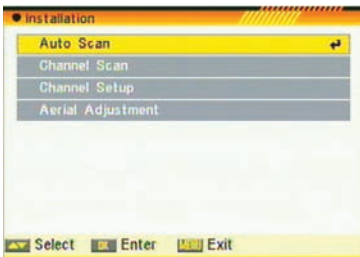 Installation
Auto Scan
Channel Scan
Channel Setup
Aerial Adjustment
Select OK Enter MENU Exit